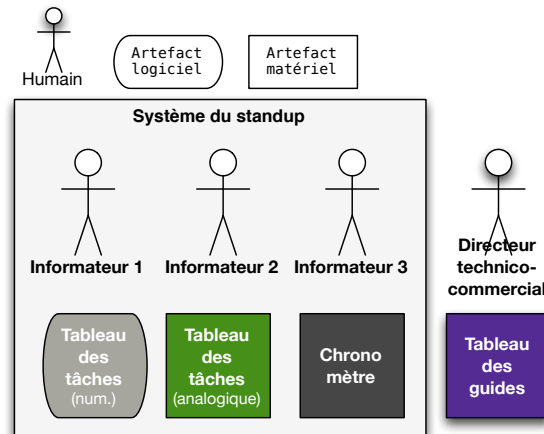 Humain
Artefact
logiciel
Artefact
matériel
Système du standup
Informateur 1
Informateur 2
Informateur 3
Directeur
technico-
commercial
Tableau
des
tâches
(num.)
Tableau
des
tâches
(analogique)
Chrono
mètre
Tableau
des
guides